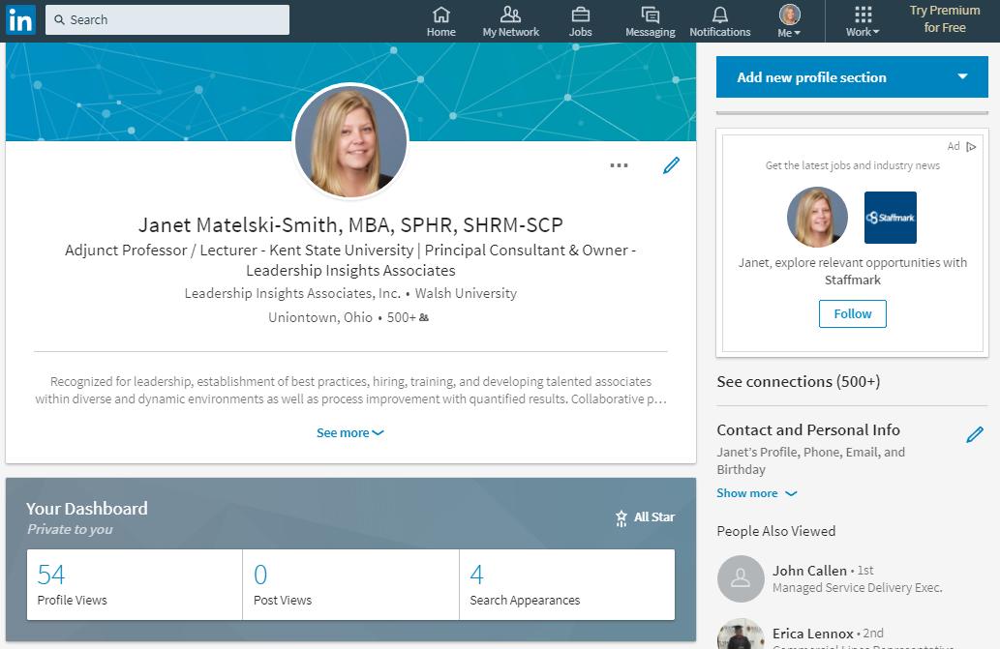 in
Search
Home
My Network
Jobs
Messaging
Notifications
Me
Work
Try Premium
for Free
Janet Matelski-Smith, MBA, SPHR, SHRM-SCP
Adjunct Professor / Lecturer - Kent State University | Principal Consultant & Owner -
Leadership Insights Associates
Leadership Insights Associates, Inc. • Walsh University
Uniontown, Ohio • 500+
Recognized for leadership, establishment of best practices, hiring, training, and developing talented associates
within diverse and dynamic environments as well as process improvement with quantified results. Collaborative p…
See more
Your Dashboard
Private to you
All Star
54
Profile Views
0
Post Views
4
Search Appearances
Add new profile section
Ad
Get the latest jobs and industry news
Staffmark
Janet, explore relevant opportunities with
Staffmark
Follow
See connections (500+)
Contact and Personal Info
Janet's Profile, Phone, Email, and
Birthday
Show more
People Also Viewed
John Callen • 1st
Managed Service Delivery Exec.
Erica Lennox • 2nd
Commercial Lines Representative